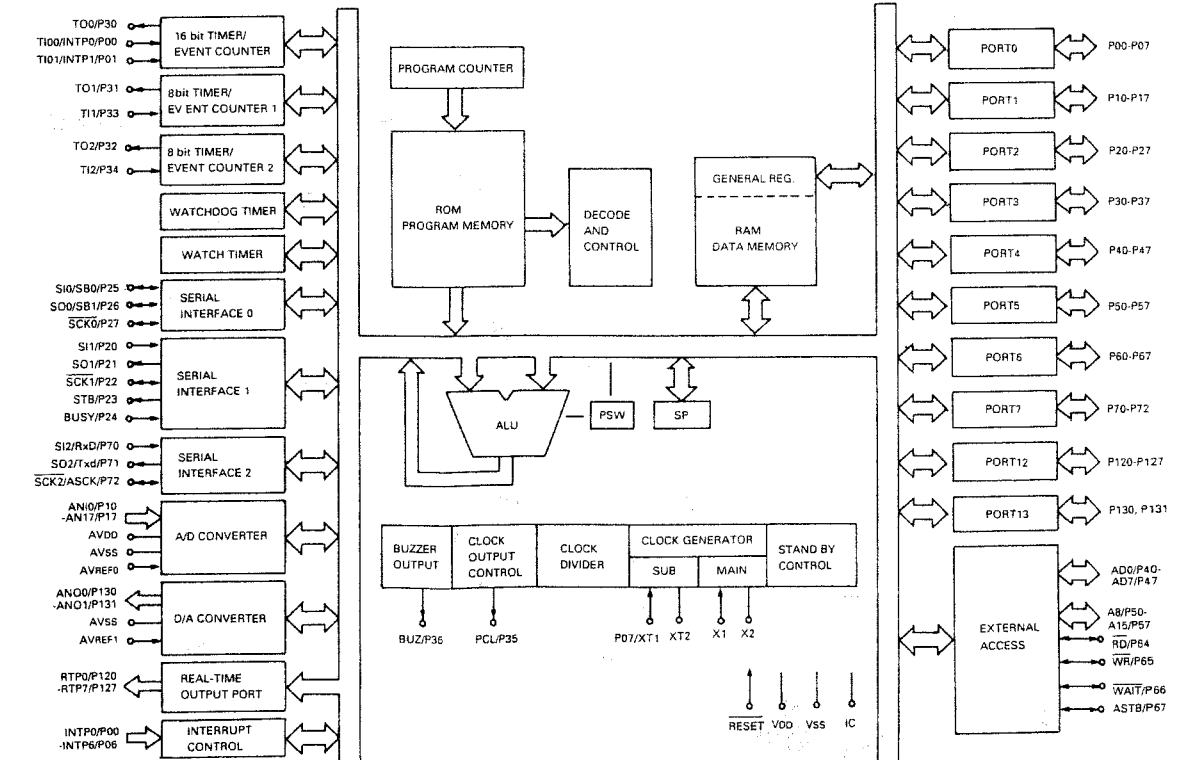 TO0/P30
TI00/INTP0/P00
TI01/INTP1/P01
16 bit TIMER/
EVENT COUNTER
TO1/P31
TI1/P33
8bit TIMER/
EV ENT COUNTER 1
TO2/P32
TI2/P34
8 bit TIMER/
EVENT COUNTER 2
WATCHDOG TIMER
WATCH TIMER
SI0/SB0/P25
SO0/SB1/P26
SCK0/P27
SERIAL
INTERFACE 0
SI1/P20
SO1/P21
SCK1/P22
STB/P23
BUSY/P24
SERIAL
INTERFACE 1
SI2/RxD/P70
SO2/Txd/P71
SCK2/ASCK/P72
SERIAL
INTERFACE 2
ANI0/P10
-AN17/P17
AVDD
AVSS
AVREF0
A/D CONVERTER
ANO0/P130
-ANO1/P131
AVSS
AVREF1
D/A CONVERTER
RTP0/P120
-RTP7/P127
REAL-TIME
OUTPUT PORT
INTP0/P00
-INTP6/P06
INTERRUPT
CONTROL
PROGRAM COUNTER
ROM
PROGRAM MEMORY
DECODE
AND
CONTROL
GENERAL REG.
RAM
DATA MEMORY
ALU
PSW
SP
BUZZER
OUTPUT
CLOCK
OUTPUT
CONTROL
CLOCK
DIVIDER
CLOCK GENERATOR
SUB
MAIN
STAND BY
CONTROL
BUZ/P36
PCL/P35
P07/XT1
XT2
X1
X2
RESET
VDD
VSS
IC
PORT0
P00-P07
PORT1
P10-P17
PORT2
P20-P27
PORT3
P30-P37
PORT4
P40-P47
PORT5
P50-P57
PORT6
P60-P67
PORT7
P70-P72
PORT12
P120-P127
PORT13
P130, P131
EXTERNAL
ACCESS
AD0/P40-
AD7/P47
A8/P50-
A15/P57
RD/P64
WR/P65
WAIT/P66
ASTB/P67